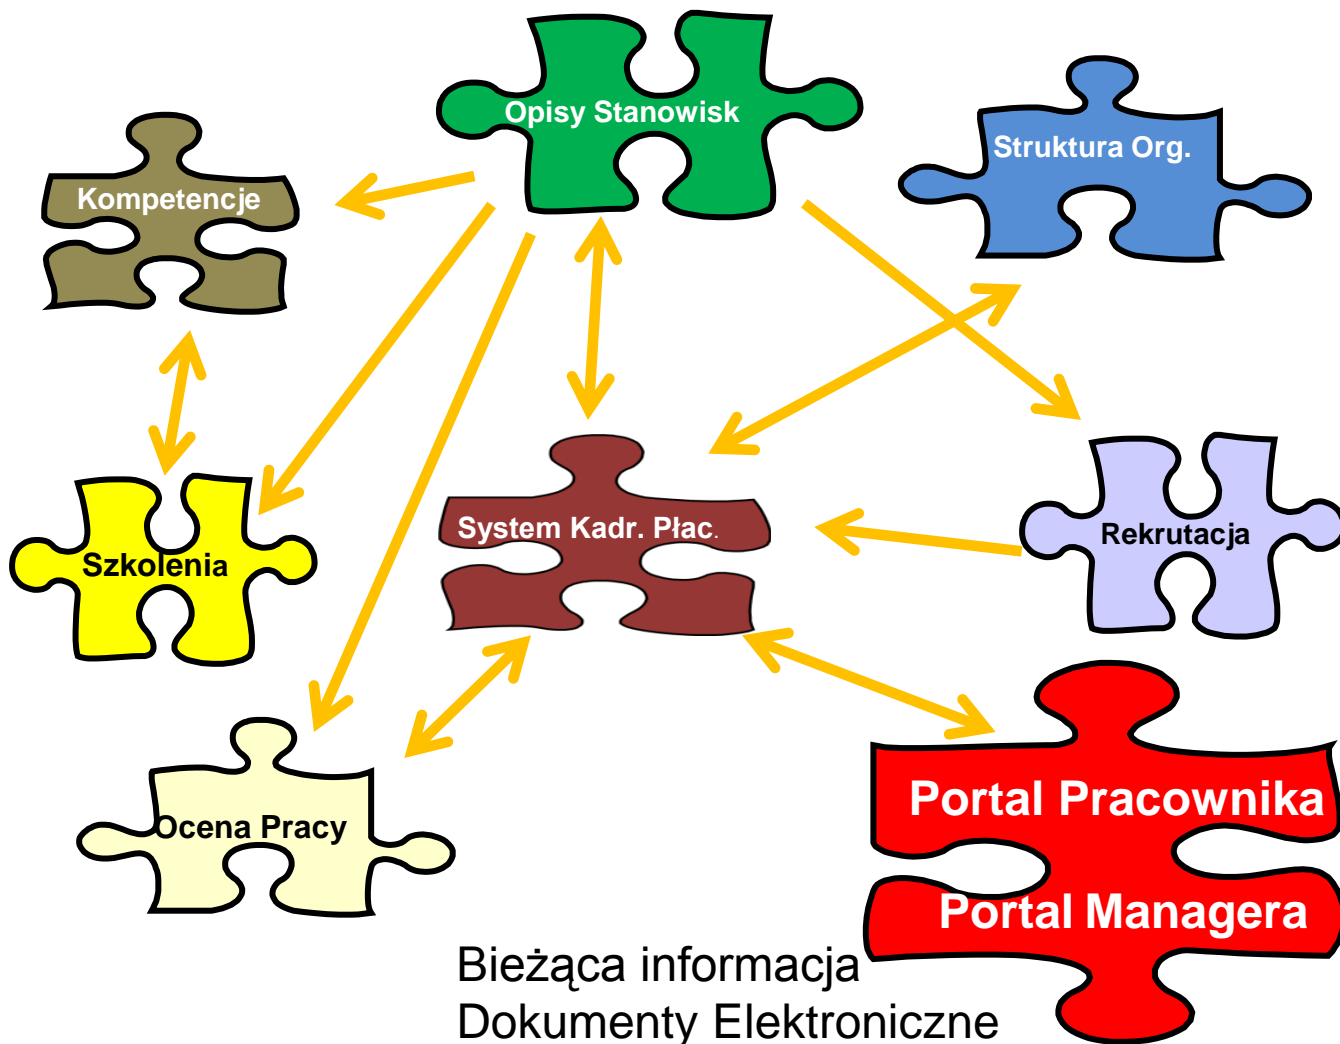 Opisy Stanowisk
Struktura Org.
Kompetencje
System Kadr. Płac.
Rekrutacja
Szkolenia
Portal Pracownika
Ocena Pracy
Portal Managera
Bieżąca informacja
Dokumenty Elektroniczne